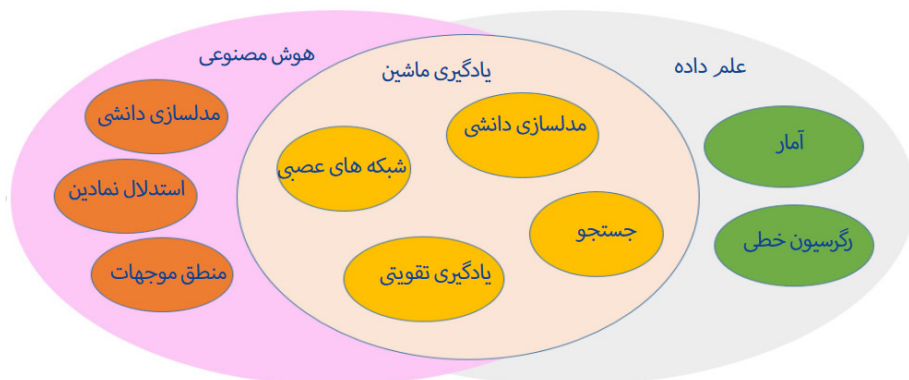 هوش مصنوعی
یادگیری ماشین
علم داده
مدلسازی دانشی
استدلال نمادین
منطق موجهات
مدلسازی دانشی
شبکه های عصبی
جستجو
یادگیری تقویتی
آمار
رگرسیون خطی